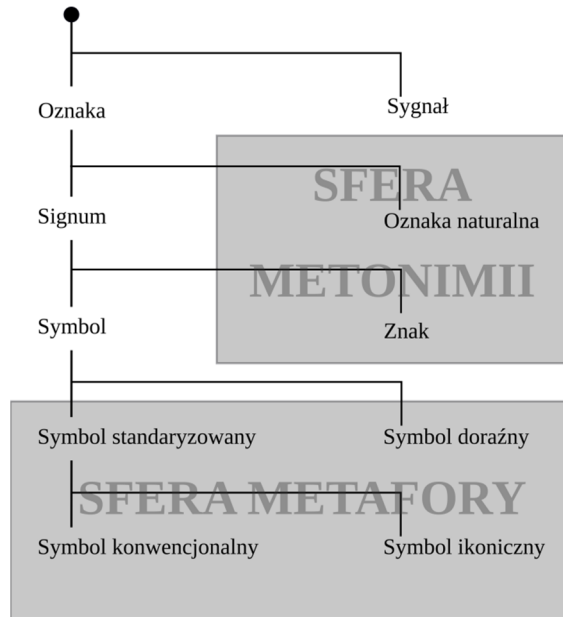 Oznaka
Sygnał
SFERA
METONIMII
Signum
Oznaka naturalna
Symbol
Znak
Symbol standaryzowany
Symbol doraźny
SFERA METAFORY
Symbol konwencjonalny
Symbol ikoniczny